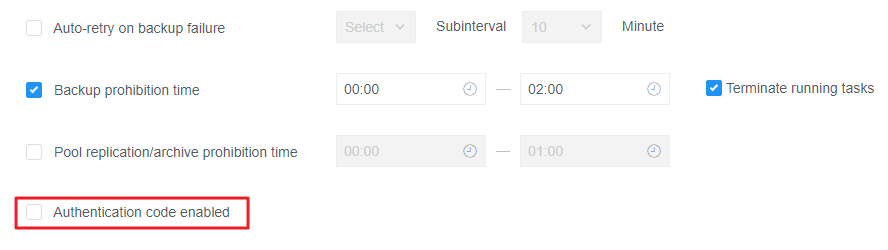 Auto-retry on backup failure Select Subinterval 10 Minute
Backup prohibition time 00:00 — 02:00 Terminate running tasks
Pool replication/archive prohibition time 00:00 — 01:00
Authentication code enabled